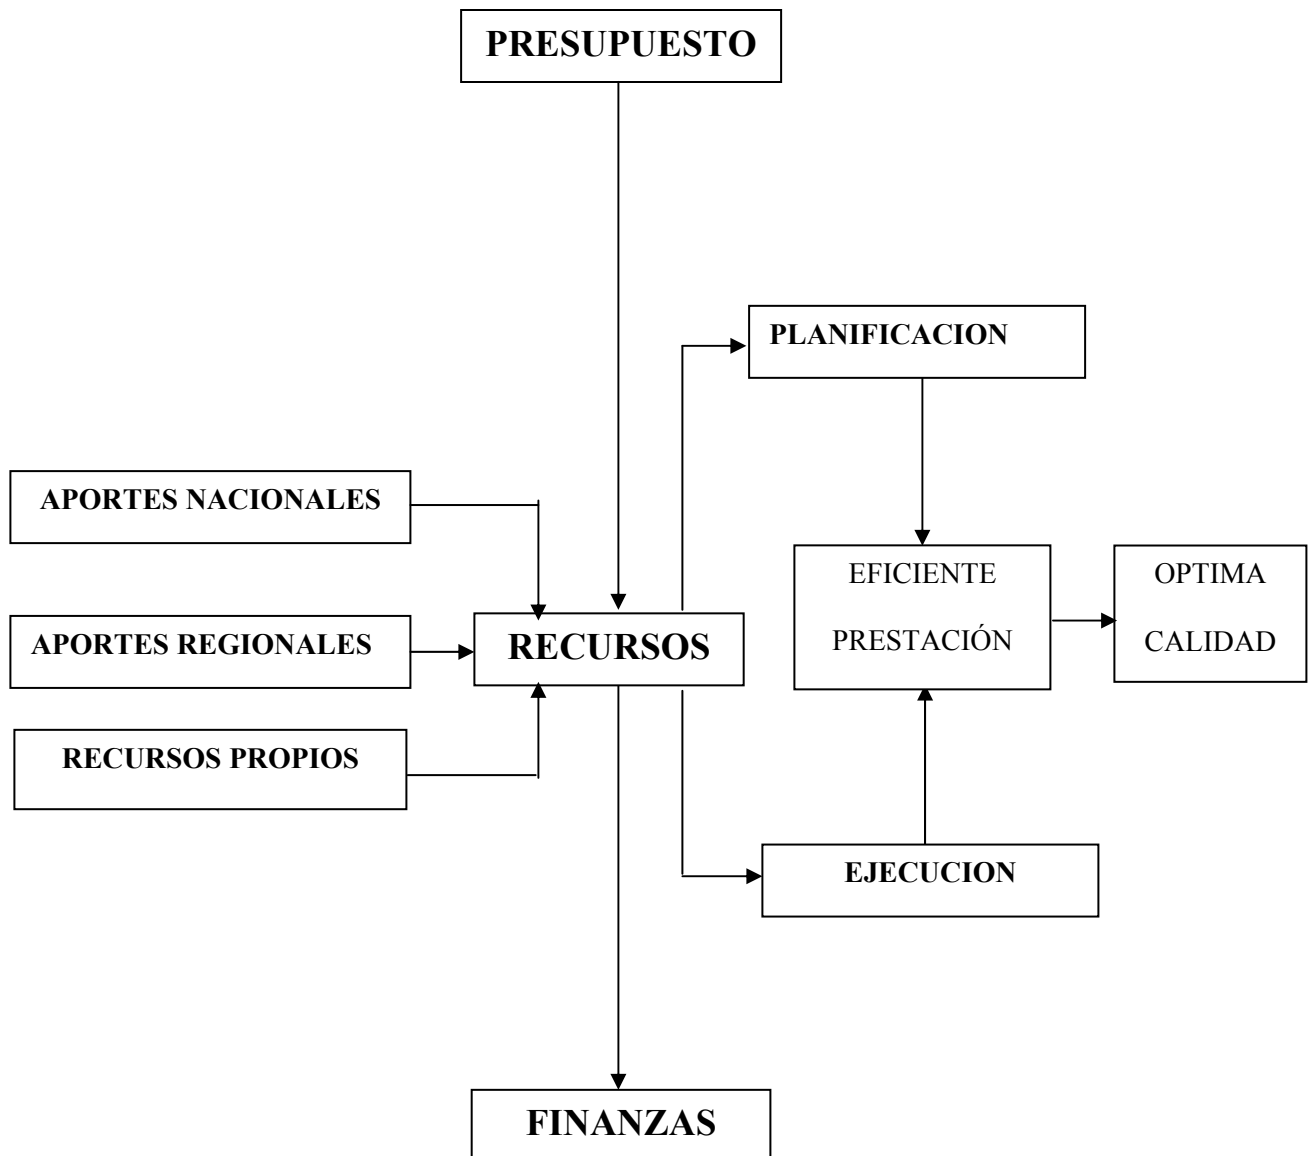 PRESUPUESTO
PLANIFICACION
APORTES NACIONALES
EFICIENTE
PRESTACIÓN
OPTIMA
CALIDAD
APORTES REGIONALES
RECURSOS
RECURSOS PROPIOS
EJECUCION
FINANZAS